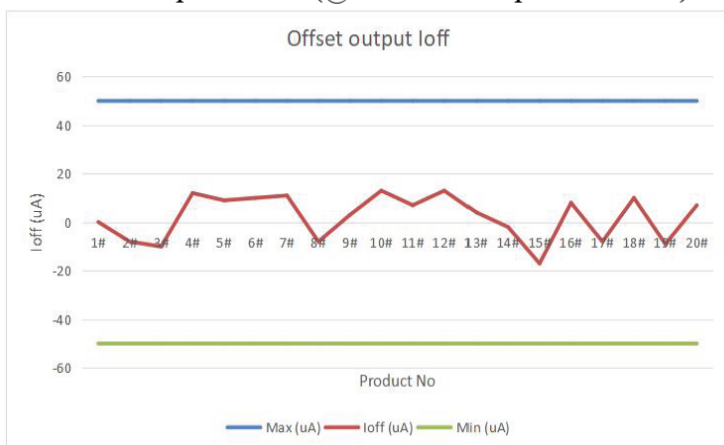 Offset output Ioff
60
40
20
0
-20
-40
-60
Ioff (uA)
1# 2# 3# 4# 5# 6# 7# 8# 9# 10# 11# 12# 13# 14# 15# 16# 17# 18# 19# 20#
Product No
Max (uA) Ioff (uA) Min (uA)